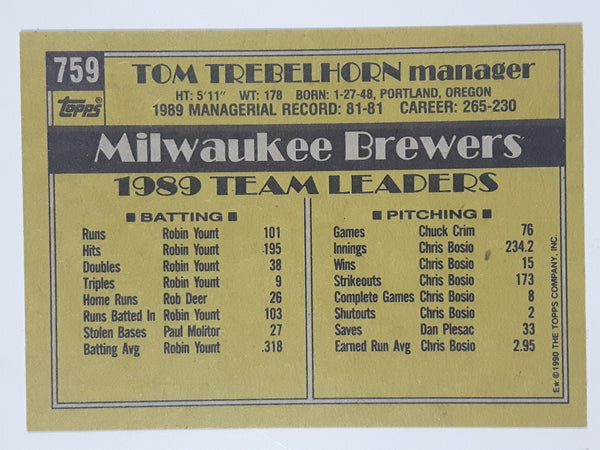 759
Topps
TOM TREBELHORN manager
HT: 5'11" WT: 178 BORN: 1-27-48, PORTLAND, OREGON
1989 MANAGERIAL RECORD: 81-81 CAREER: 265-230
Milwaukee Brewers
1989 TEAM LEADERS
BATTING
Runs Robin Yount 101
Hits Robin Yount 195
Doubles Robin Yount 38
Triples Robin Yount 9
Home Runs Rob Deer 26
Runs Batted In Robin Yount 103
Stolen Bases Paul Molitor 27
Batting Avg Robin Yount .318
PITCHING
Games Chuck Crim 76
Innings Chris Bosio 234.2
Wins Chris Bosio 15
Strikeouts Chris Bosio 173
Complete Games Chris Bosio 8
Shutouts Chris Bosio 2
Saves Dan Plesac 33
Earned Run Avg Chris Bosio 2.95
E* © 1990 THE TOPPS COMPANY, INC.